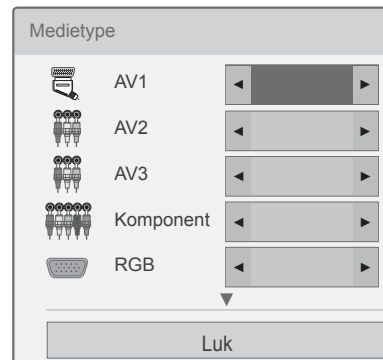 Medietype
AV1
AV2
AV3
Komponent
RGB
Luk